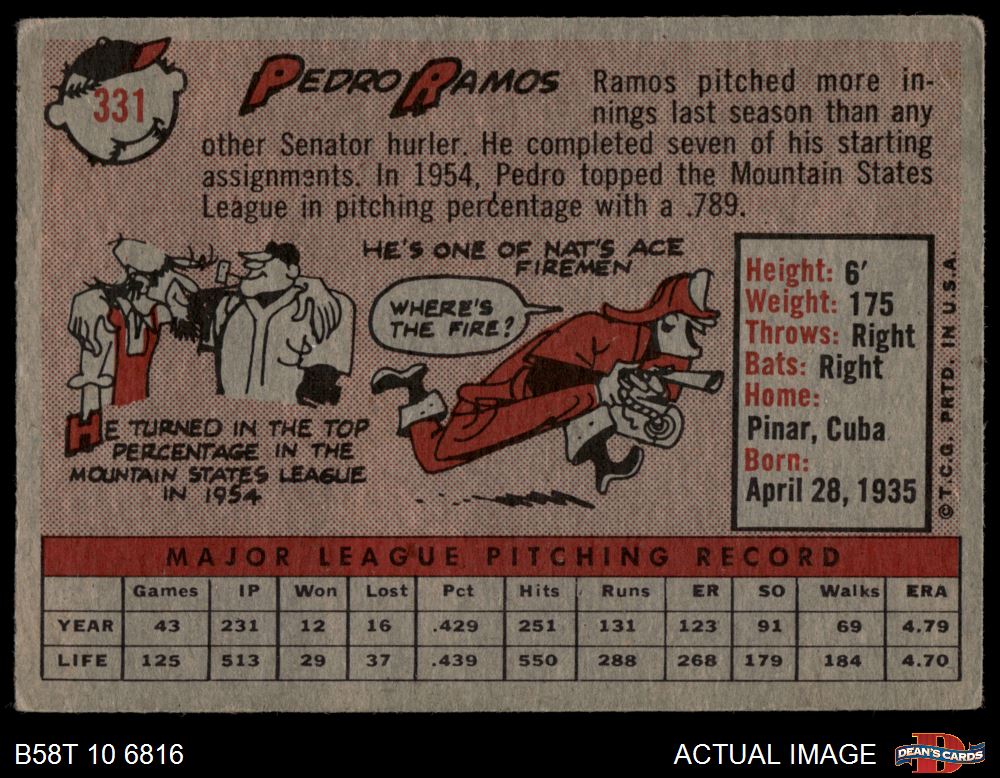 331
PEDRO RAMOS
Ramos pitched more in-
nings last season than any
other Senator hurler. He completed seven of his starting
assignments. In 1954, Pedro topped the Mountain States
League in pitching percentage with a .789.
HE'S ONE OF NAT'S ACE
FIREMEN
WHERE'S
THE FIRE?
HE TURNED IN THE TOP
PERCENTAGE IN THE
MOUNTAIN STATES LEAGUE
IN 1954
Height: 6'
Weight: 175
Throws: Right
Bats: Right
Home:
Pinar, Cuba
Born:
April 28, 1935
© T.C.G. PRTD. IN U.S.A.
MAJOR LEAGUE PITCHING RECORD
Games IP Won Lost Pct Hits Runs ER SO Walks ERA
YEAR 43 231 12 16 .429 251 131 123 91 69 4.79
LIFE 125 513 29 37 .439 550 288 268 179 184 4.70
B58T 10 6816
ACTUAL IMAGE
D
DEAN'S CARDS